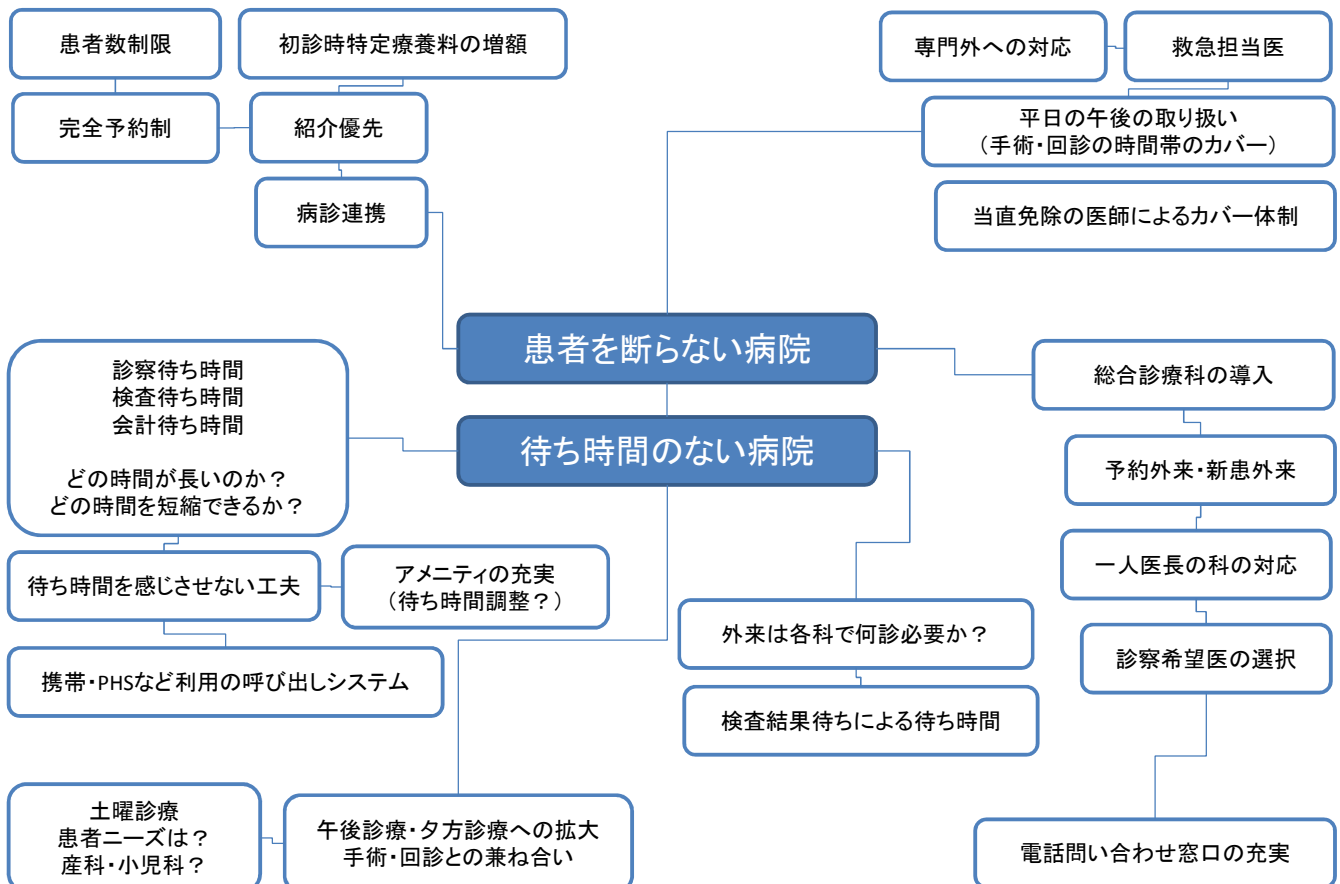 患者数制限
初診時特定療養料の増額
専門外への対応
救急担当医
完全予約制
紹介優先
平日の午後の取り扱い
(手術・回診の時間帯のカバー)
病診連携
当直免除の医師によるカバー体制
患者を断らない病院
診察待ち時間
検査待ち時間
会計待ち時間
どの時間が長いのか?
どの時間を短縮できるか?
総合診療科の導入
待ち時間のない病院
予約外来・新患外来
待ち時間を感じさせない工夫
アメニティの充実
(待ち時間調整?)
一人医長の科の対応
外来は各科で何診必要か?
診察希望医の選択
携帯・PHSなど利用の呼び出しシステム
検査結果待ちによる待ち時間
土曜診療
患者ニーズは?
産科・小児科?
午後診療・夕方診療への拡大
手術・回診との兼ね合い
電話問い合わせ窓口の充実